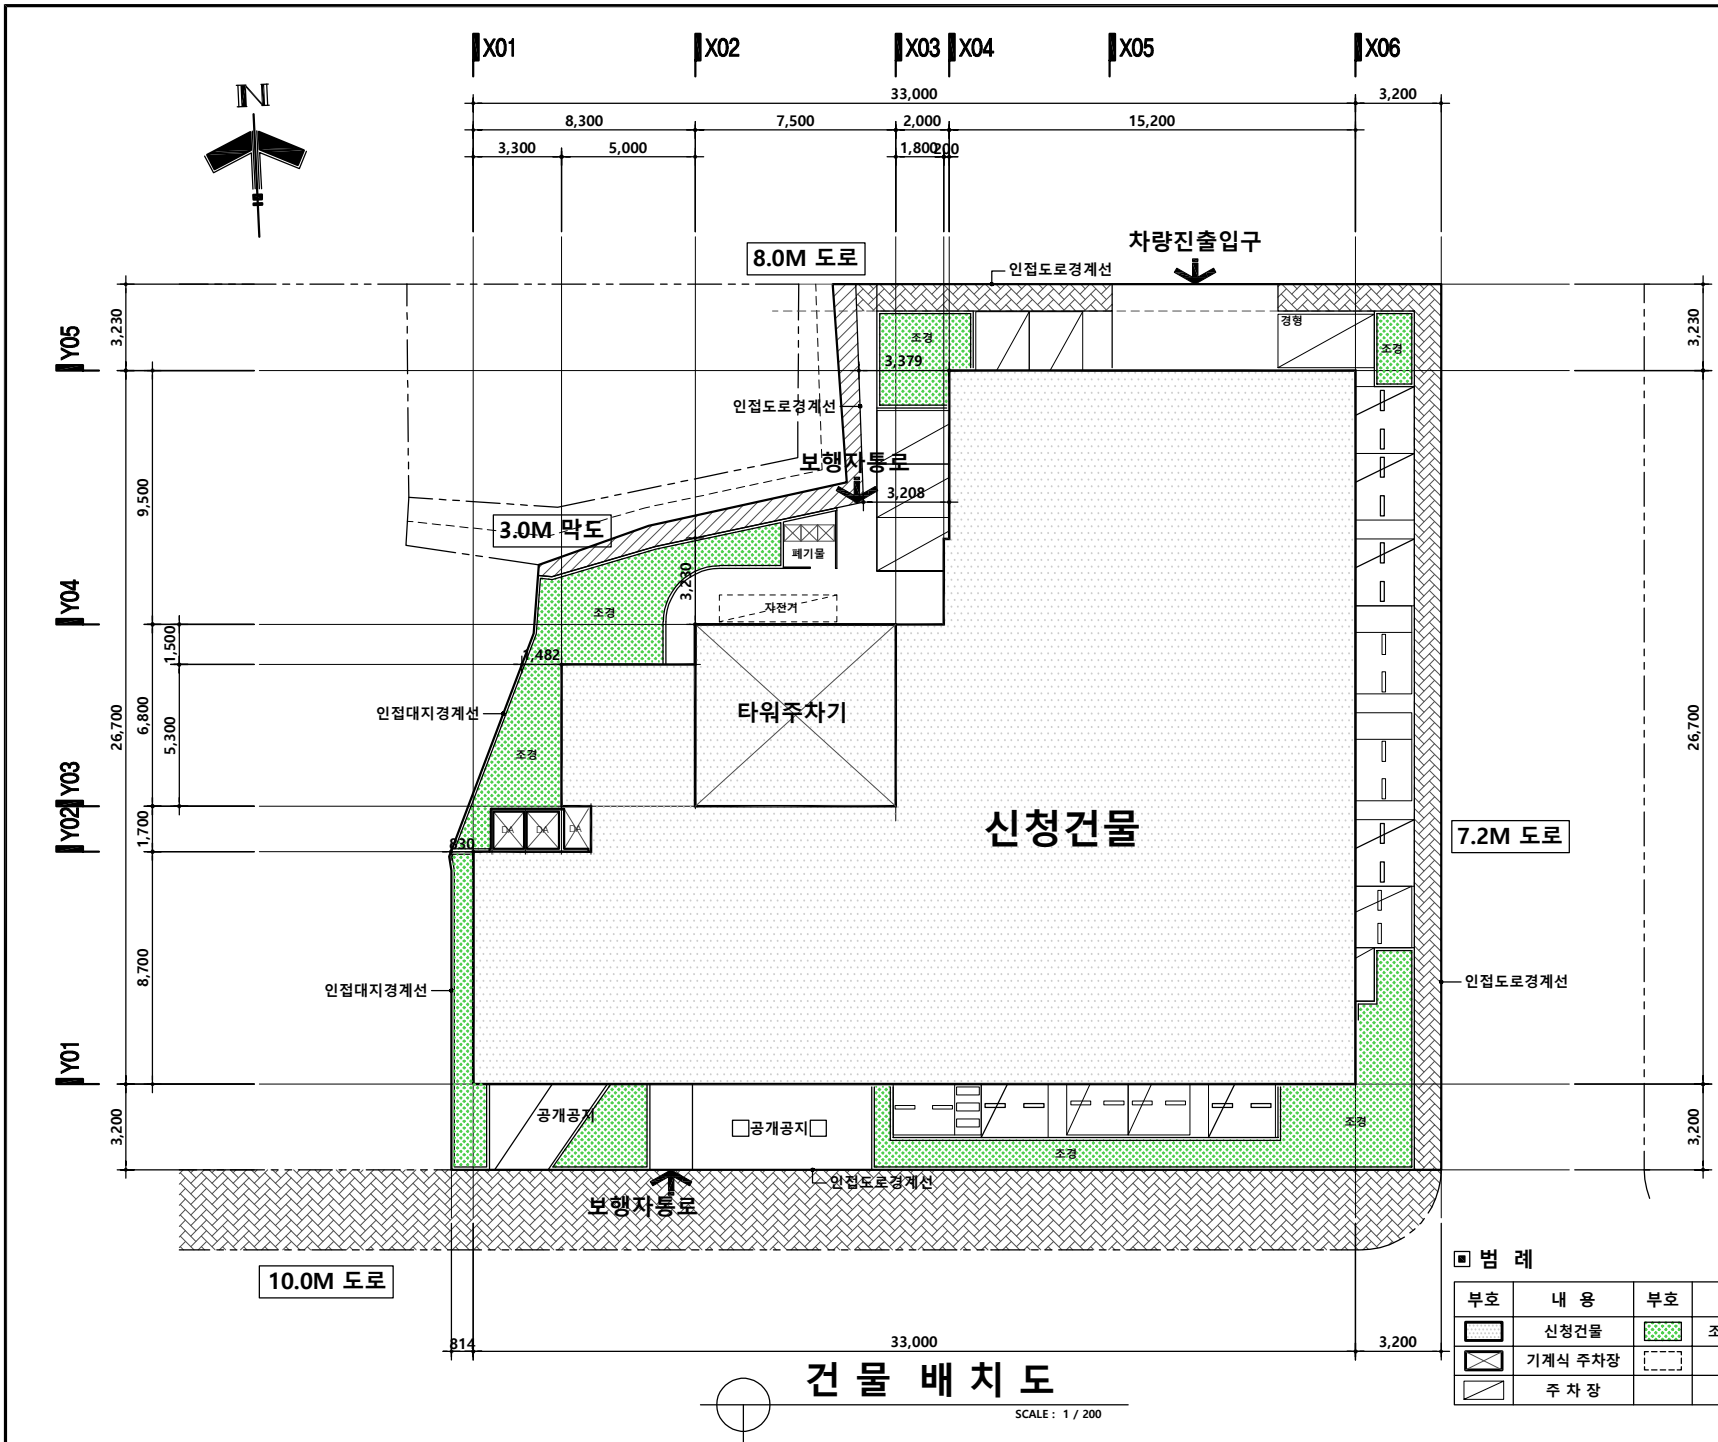 X01
X02
X03
X04
X05
X06
N
33,000
3,200
8,300
7,500
2,000
15,200
3,300
5,000
1,800
200
8.0M 도로
차량진출입구
인접도로경계선
3,230
3,230
Y05
경형
조경
조경
3,379
인접도로경계선
보행자통로
3,208
9,500
3.0M 막도
폐기물
3,230
자전거
조경
Y04
1,500
1,482
인접대지경계선
타워주차기
26,700
6,800
5,300
26,700
조경
Y03
Y02
1,700
DA
DA
DA
830
신청건물
7.2M 도로
8,700
인접대지경계선
인접도로경계선
Y01
3,200
공개공지
공개공지
조경
조경
3,200
인접도로경계선
보행자통로
10.0M 도로
범 례
부호
내 용
부호
신청건물
조
기계식 주차장
주 차 장
814
33,000
3,200
건 물 배 치 도
SCALE : 1 / 200